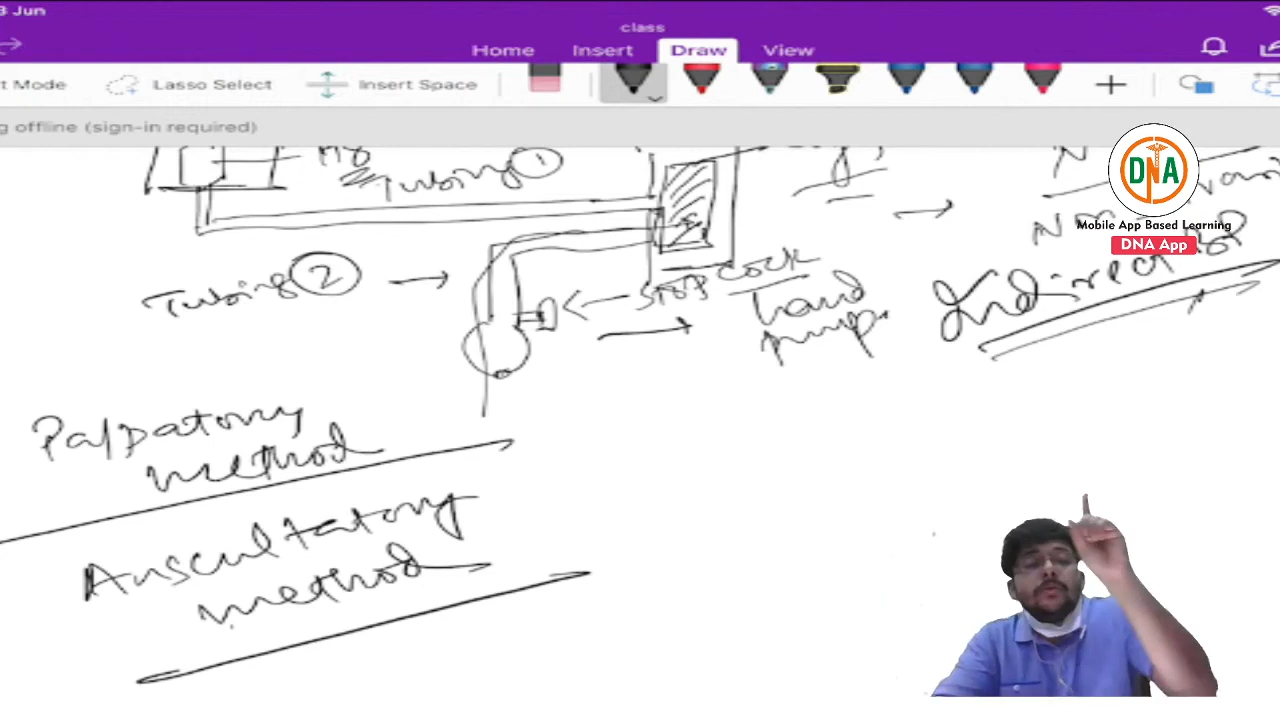 3 Jun
class
Home Insert Draw View
t Mode Lasso Select Insert Space
g offline (sign-in required)
Hg
Tubing 1
N
DNA
Mobile App Based Learning
DNA App
Tubing 2
Stop cock
hand
pump
Indirect
Palpatory
method
Auscultatory
method